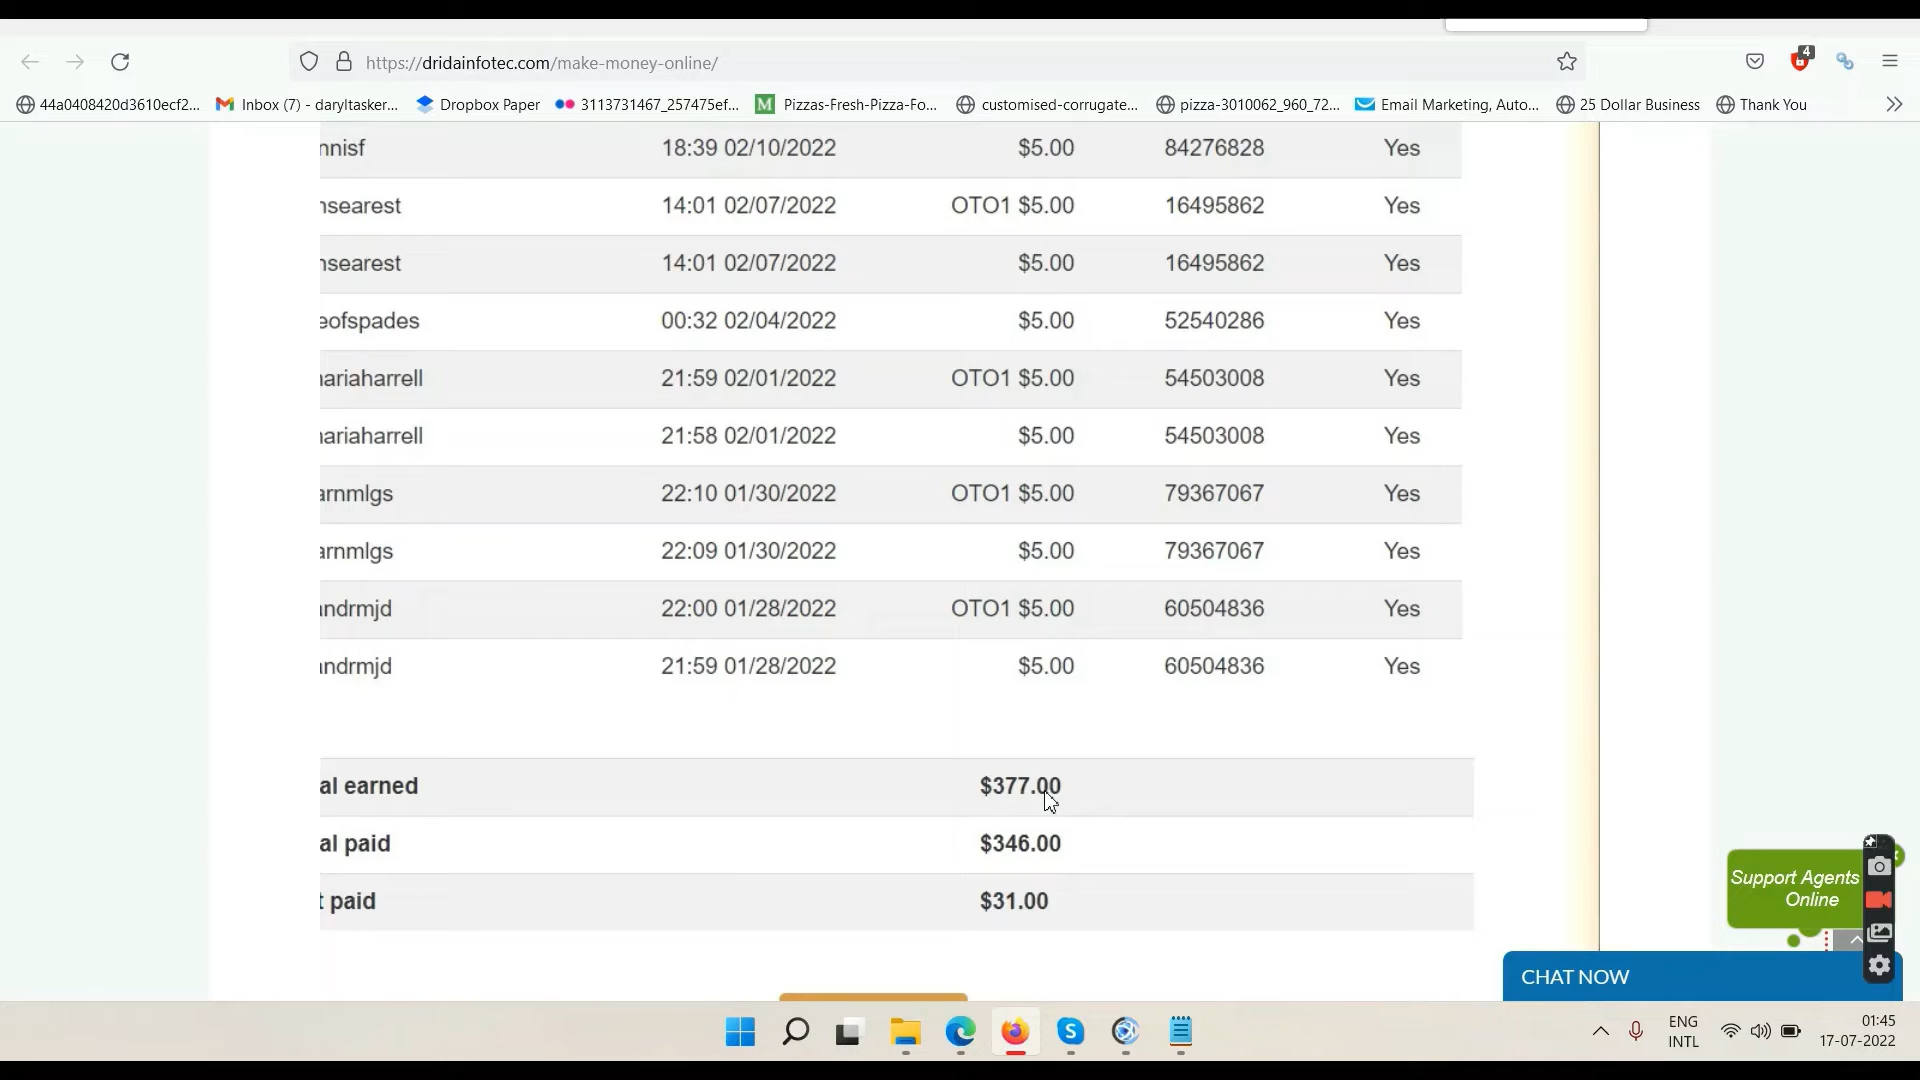 https://dridainfotec.com/make-money-online/
4
44a0408420d3610ecf2...
Inbox (7) - daryltasker...
Dropbox Paper
3113731467_257475ef...
M Pizzas-Fresh-Pizza-Fo...
customised-corrugate...
pizza-3010062_960_72...
Email Marketing, Auto...
25 Dollar Business
Thank You
nnisf 18:39 02/10/2022 $5.00 84276828 Yes
nsearest 14:01 02/07/2022 OTO1 $5.00 16495862 Yes
nsearest 14:01 02/07/2022 $5.00 16495862 Yes
eofspades 00:32 02/04/2022 $5.00 52540286 Yes
nariaharrell 21:59 02/01/2022 OTO1 $5.00 54503008 Yes
nariaharrell 21:58 02/01/2022 $5.00 54503008 Yes
arnmlgs 22:10 01/30/2022 OTO1 $5.00 79367067 Yes
arnmlgs 22:09 01/30/2022 $5.00 79367067 Yes
andrmjd 22:00 01/28/2022 OTO1 $5.00 60504836 Yes
andrmjd 21:59 01/28/2022 $5.00 60504836 Yes
al earned $377.00
al paid $346.00
t paid $31.00
Support Agents
Online
CHAT NOW
S
ENG
INTL
01:45
17-07-2022